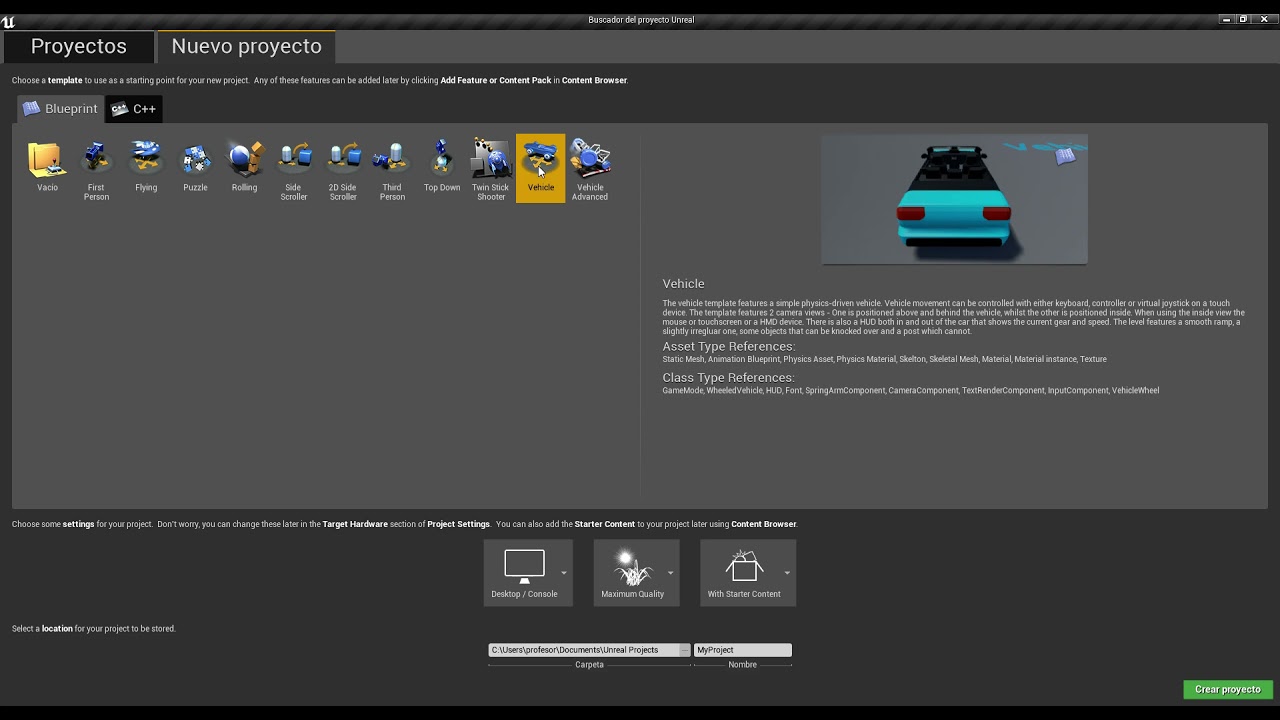 Buscador del proyecto Unreal
Proyectos
Nuevo proyecto
Choose a template to use as a starting point for your new project. Any of these features can be added later by clicking Add Feature or Content Pack in Content Browser.
Blueprint
C++
Vacio
First Person
Flying
Puzzle
Rolling
Side Scroller
2D Side Scroller
Third Person
Top Down
Twin Stick Shooter
Vehicle
Vehicle Advanced
Vehicle
The vehicle template features a simple physics-driven vehicle. Vehicle movement can be controlled with either keyboard, controller or virtual joystick on a touch
device. The template features 2 camera views - One is positioned above and behind the vehicle, whilst the other is positioned inside. When using the inside view the
mouse or touchscreen or a HMD device. There is also a HUD both in and out of the car that shows the current gear and speed. The level features a smooth ramp, a
slightly irregluar one, some objects that can be knocked over and a post which cannot.
Asset Type References:
Static Mesh, Animation Blueprint, Physics Asset, Physics Material, Skelton, Skeletal Mesh, Material, Material instance, Texture
Class Type References:
GameMode, WheeledVehicle, HUD, Font, SpringArmComponent, CameraComponent, TextRenderComponent, InputComponent, VehicleWheel
Choose some settings for your project. Don't worry, you can change these later in the Target Hardware section of Project Settings. You can also add the Starter Content to your project later using Content Browser.
Desktop / Console
Maximum Quality
With Starter Content
Select a location for your project to be stored.
C:\Users\profesor\Documents\Unreal Projects
...
MyProject
Carpeta
Nombre
Crear proyecto